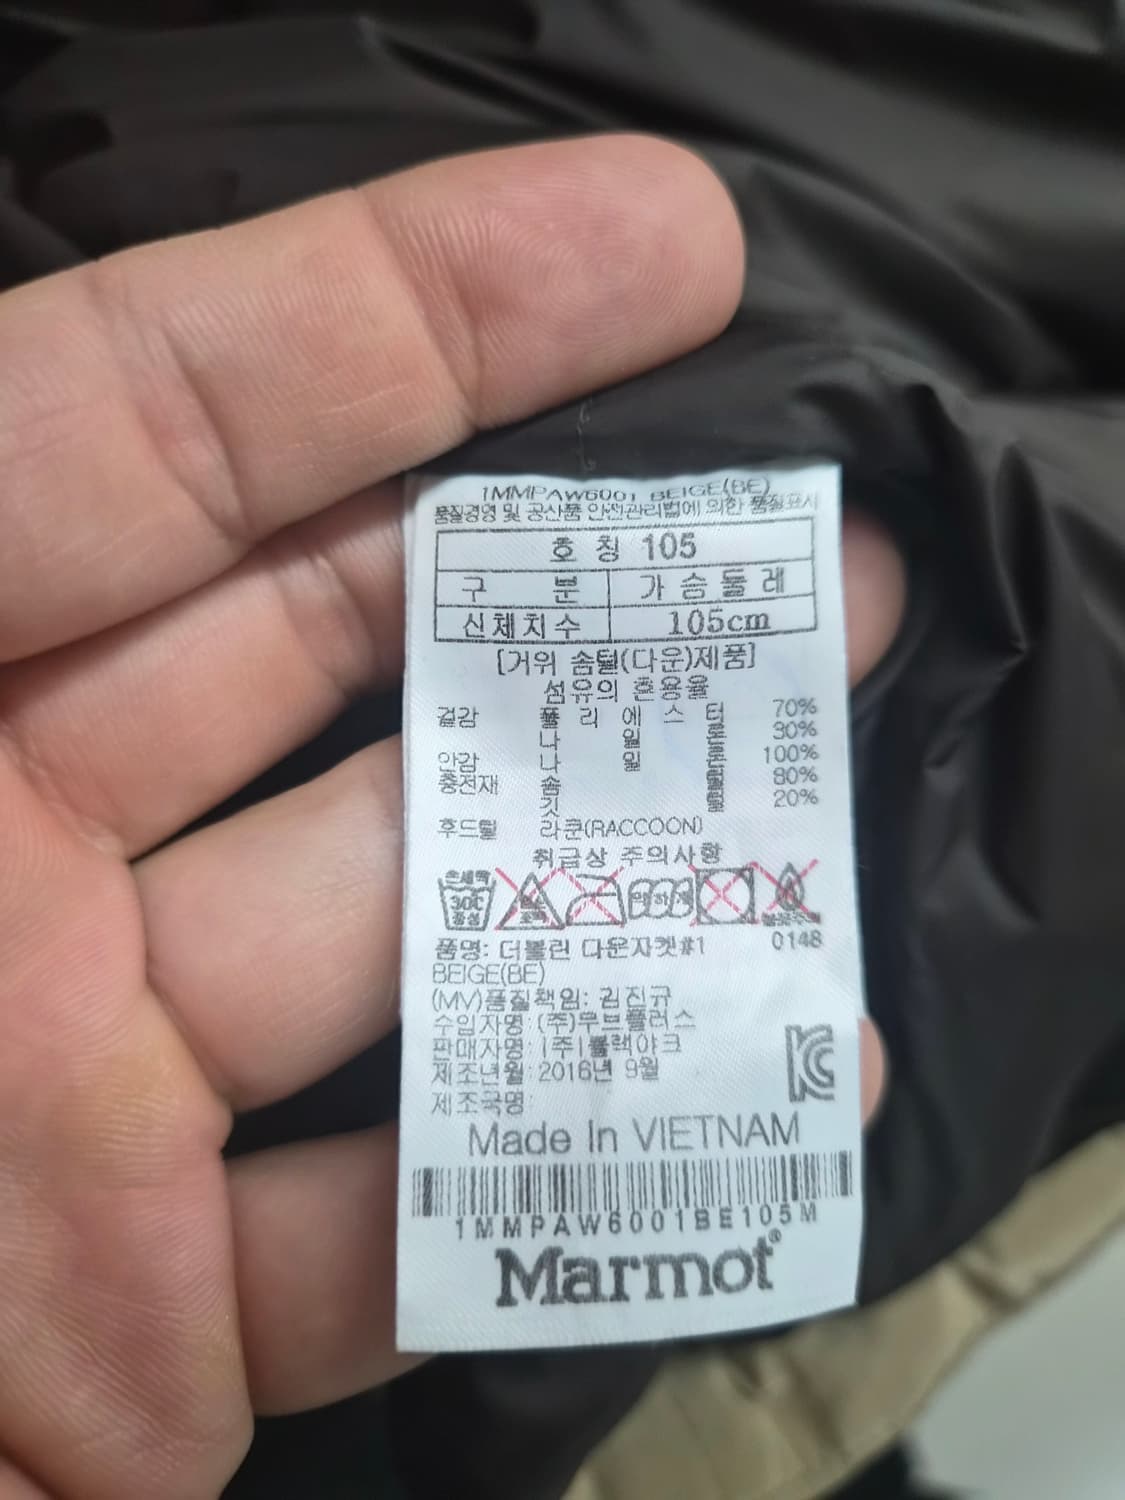 1MMPAW6001 BEIGE(BE)
품질경영 및 공산품 안전관리법에 의한 품질표시
호 칭 105
구 분 가 슴 둘 레
신체치수 105cm
[거위 솜털(다운)제품]
섬유의 혼용율
겉감 폴 리 에 스 터 70%
나 일 론 30%
안감 나 일 론 100%
충전재 솜 털 80%
깃 털 20%
후드털 라쿤(RACCOON)
취급상 주의사항
손세탁
30℃
중성
0148
품명: 더볼린 다운자켓#1
BEIGE(BE)
(MV)품질책임: 김진규
수입자명: (주)무브플러스
판매자명: (주)블랙야크
제조년월: 2016년 9월
제조국명:
Made In VIETNAM
1MMPAW6001BE105M
Marmot®